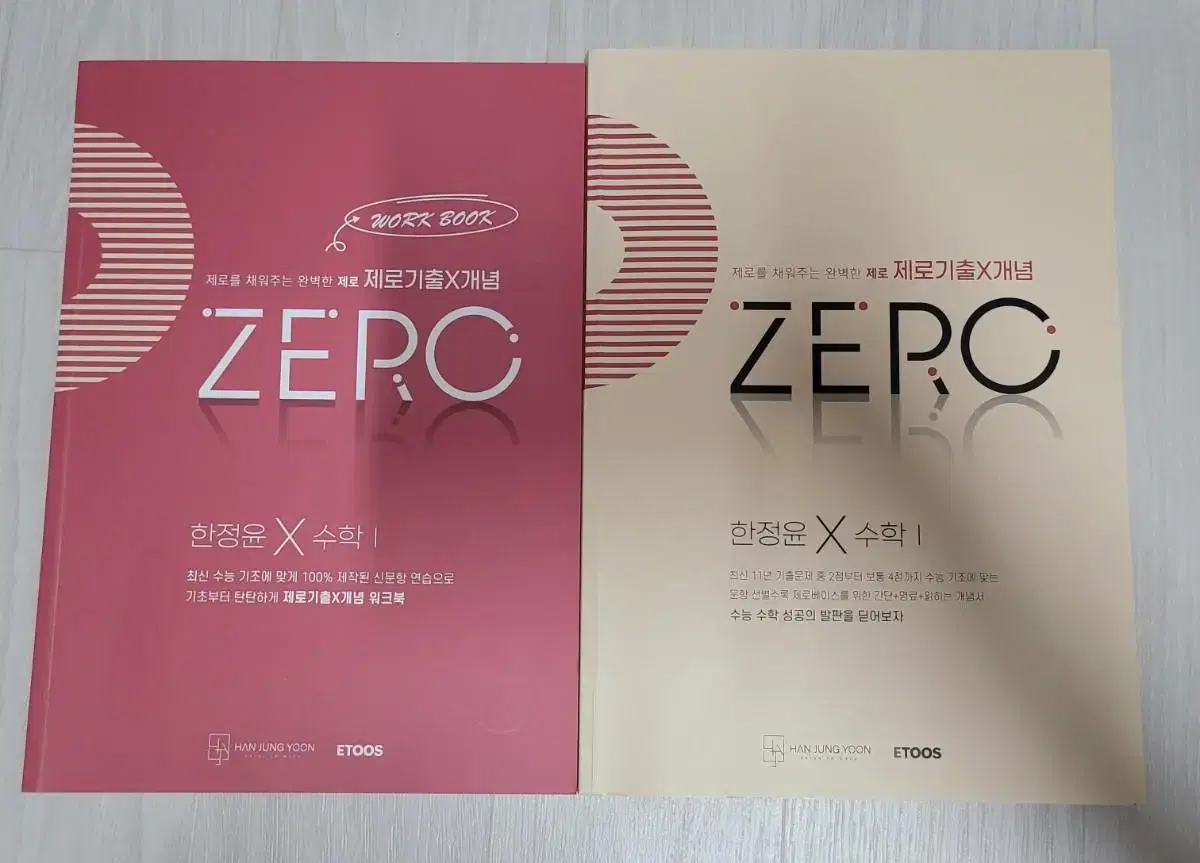 WORK BOOK
제로를 채워주는 완벽한 제로 제로기출X개념
ZERO
한정윤 X 수학 I
최신 수능 기조에 맞게 100% 제작된 신문항 연습으로
기초부터 탄탄하게 제로기출X개념 워크북
HAN JUNG YOON
ETOOS
제로를 채워주는 완벽한 제로 제로기출X개념
ZERO
한정윤 X 수학 I
최신 11년 기출문제 중 2점부터 보통 4점까지 수능 기조에 맞는
문항 선별수록 제로베이스를 위한 간단+명료+읽히는 개념서
수능 수학 성공의 발판을 딛어보자
HAN JUNG YOON
ETOOS